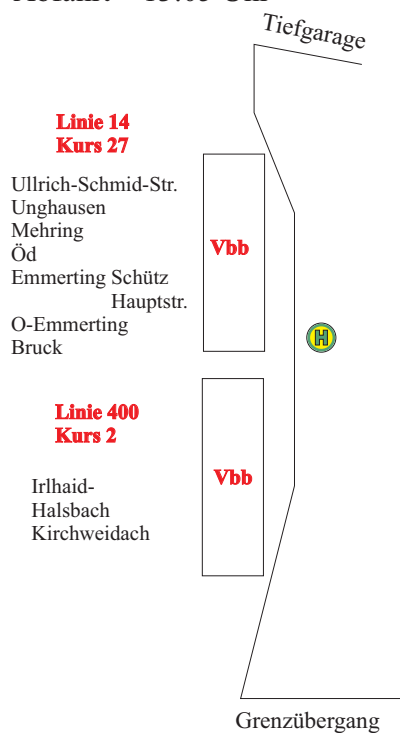 Tiefgarage
Linie 14
Kurs 27
Ullrich-Schmid-Str.
Unghausen
Mehring
Öd
Emmerting Schütz
Hauptstr.
O-Emmerting
Bruck
Vbb
H
Linie 400
Kurs 2
Irlhaid-
Halsbach
Kirchweidach
Vbb
Grenzübergang